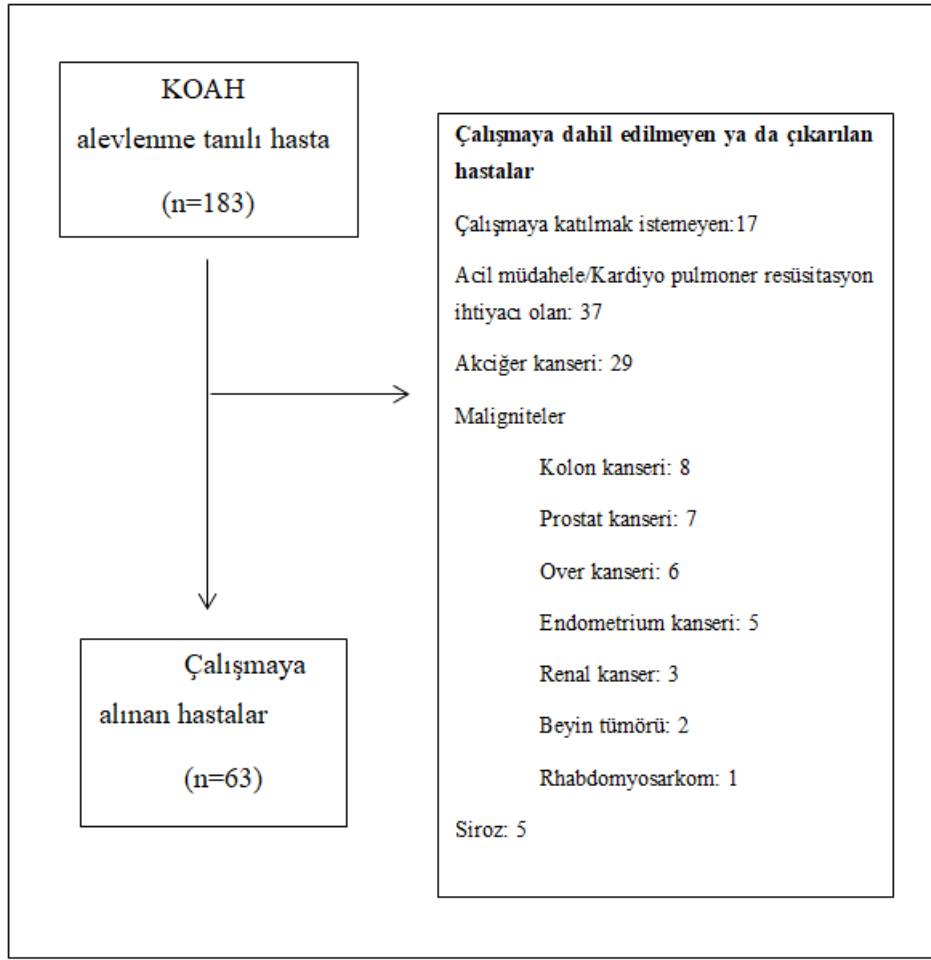 KOAH
alevlenme tanılı hasta
(n=183)
Çalışmaya dahil edilmeyen ya da çıkarılan
hastalar
Çalışmaya katılmak istemeyen:17
Acil müdahele/Kardiyo pulmoner resüsitasyon
ihtiyacı olan: 37
Akciğer kanseri: 29
Maligniteler
Kolon kanseri: 8
Prostat kanseri: 7
Over kanseri: 6
Endometrium kanseri: 5
Renal kanser: 3
Beyin tümörü: 2
Rhabdomyosarkom: 1
Siroz: 5
Çalışmaya
alınan hastalar
(n=63)